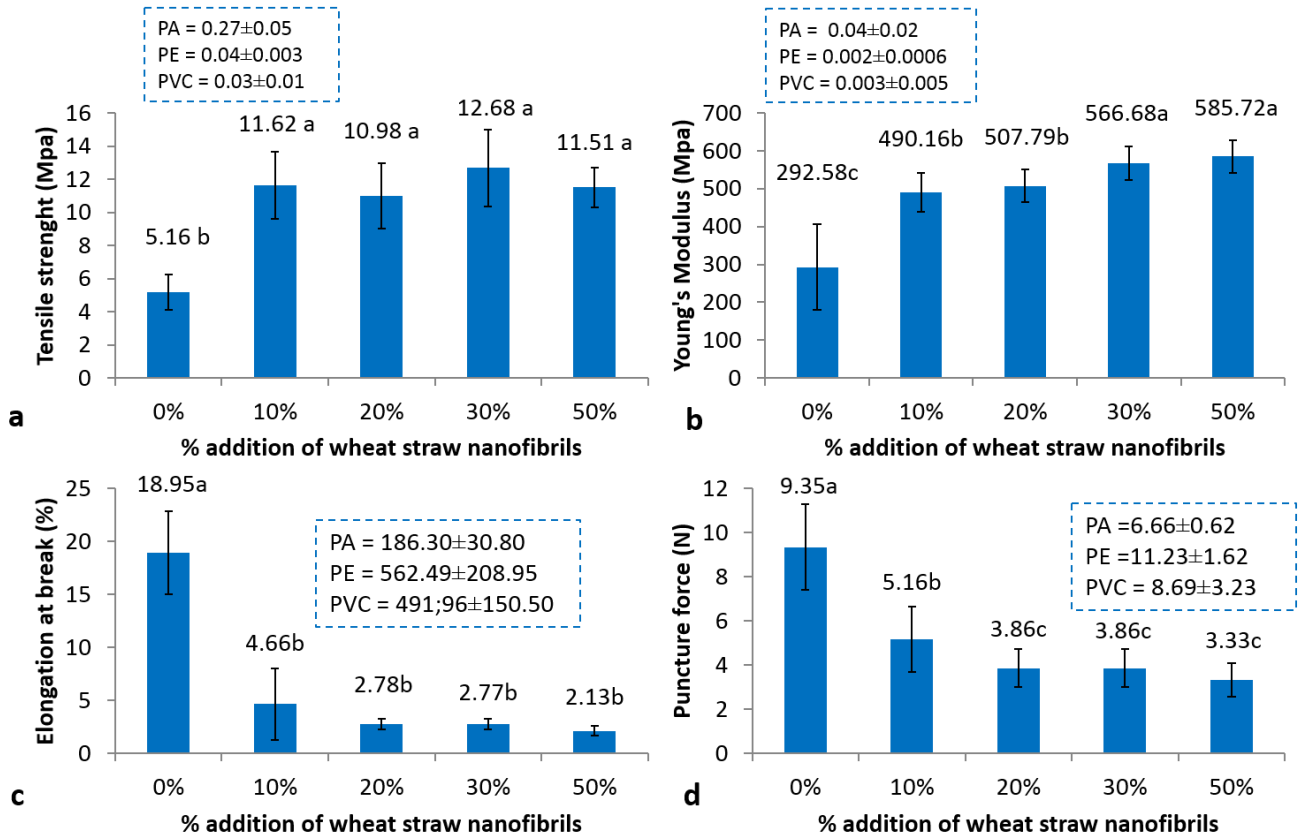 PA = 0.27±0.05
PE = 0.04±0.003
PVC = 0.03±0.01
Tensile strenght (Mpa)
16
14
12
10
8
6
4
2
0
5.16 b
11.62 a
10.98 a
12.68 a
11.51 a
0% 10% 20% 30% 50%
% addition of wheat straw nanofibrils
a
PA = 0.04±0.02
PE = 0.002±0.0006
PVC = 0.003±0.005
Young's Modulus (Mpa)
700
600
500
400
300
200
100
0
292.58c
490.16b
507.79b
566.68a
585.72a
0% 10% 20% 30% 50%
% addition of wheat straw nanofibrils
b
Elongation at break (%)
25
20
15
10
5
0
18.95a
4.66b
2.78b
2.77b
2.13b
PA = 186.30±30.80
PE = 562.49±208.95
PVC = 491;96±150.50
0% 10% 20% 30% 50%
% addition of wheat straw nanofibrils
c
Puncture force (N)
12
10
8
6
4
2
0
9.35a
5.16b
3.86c
3.86c
3.33c
PA =6.66±0.62
PE =11.23±1.62
PVC = 8.69±3.23
0% 10% 20% 30% 50%
% addition of wheat straw nanofibrils
d